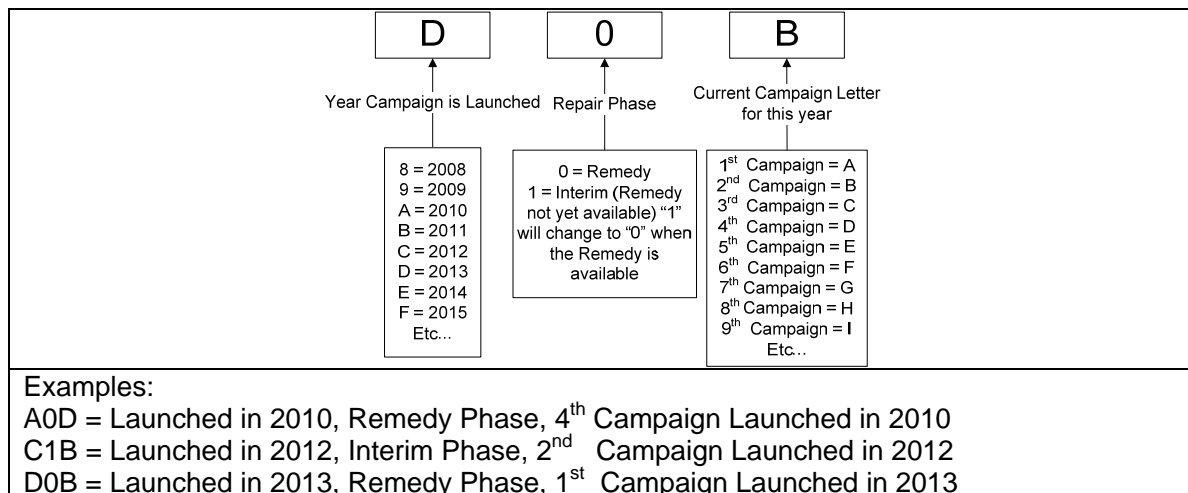 D 0 B
Year Campaign is Launched
Repair Phase
Current Campaign Letter
for this year
8 = 2008
9 = 2009
A = 2010
B = 2011
C = 2012
D = 2013
E = 2014
F = 2015
Etc...
0 = Remedy
1 = Interim (Remedy
not yet available) “1”
will change to “0” when
the Remedy is
available
1st Campaign = A
2nd Campaign = B
3rd Campaign = C
4th Campaign = D
5th Campaign = E
6th Campaign = F
7th Campaign = G
8th Campaign = H
9th Campaign = I
Etc...
Examples:
A0D = Launched in 2010, Remedy Phase, 4th Campaign Launched in 2010
C1B = Launched in 2012, Interim Phase, 2nd Campaign Launched in 2012
D0B = Launched in 2013, Remedy Phase, 1st Campaign Launched in 2013